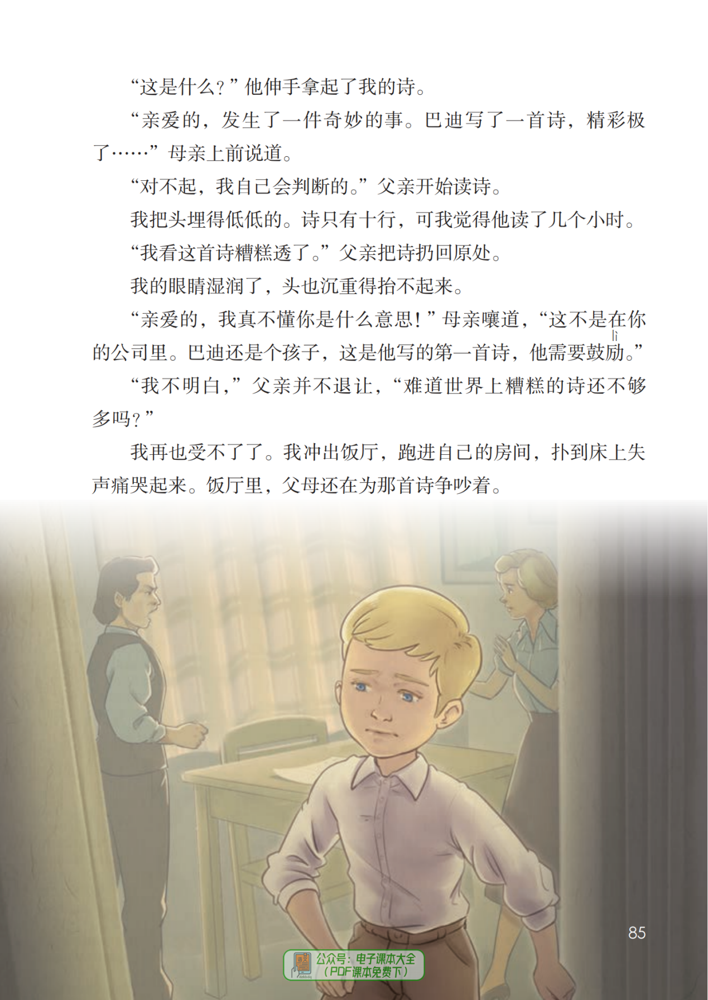 “这是什么？”他伸手拿起了我的诗。
“亲爱的，发生了一件奇妙的事。巴迪写了一首诗，精彩极
了……”母亲上前说道。
“对不起，我自己会判断的。”父亲开始读诗。
我把头埋得低低的。诗只有十行，可我觉得他读了几个小时。
“我看这首诗糟糕透了。”父亲把诗扔回原处。
我的眼睛湿润了，头也沉重得抬不起来。
“亲爱的，我真不懂你是什么意思！”母亲嚷道，“这不是在你
lì
的公司里。巴迪还是个孩子，这是他写的第一首诗，他需要鼓励。”
“我不明白，”父亲并不退让，“难道世界上糟糕的诗还不够
多吗？”
我再也受不了了。我冲出饭厅，跑进自己的房间，扑到床上失
声痛哭起来。饭厅里，父母还在为那首诗争吵着。
85
语文
dzkbdq
公众号：电子课本大全
（PDF课本免费下）